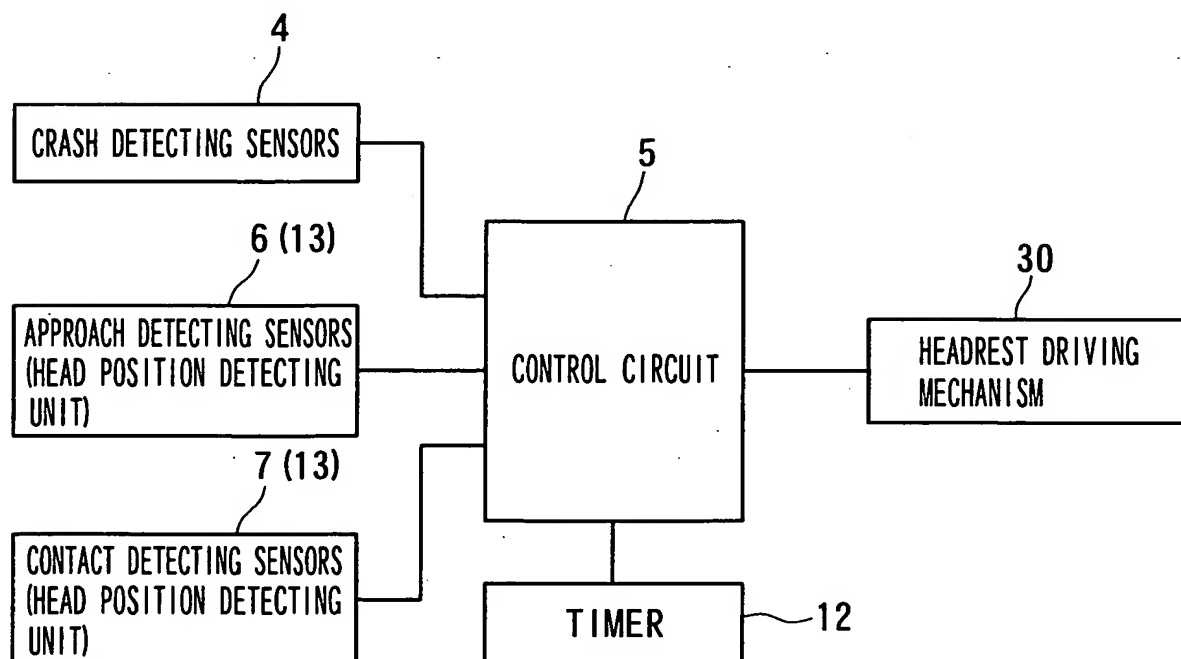 4
CRASH DETECTING SENSORS
5
6 (13)
APPROACH DETECTING SENSORS
(HEAD POSITION DETECTING
UNIT)
CONTROL CIRCUIT
30
HEADREST DRIVING
MECHANISM
7 (13)
CONTACT DETECTING SENSORS
(HEAD POSITION DETECTING
UNIT)
TIMER
12